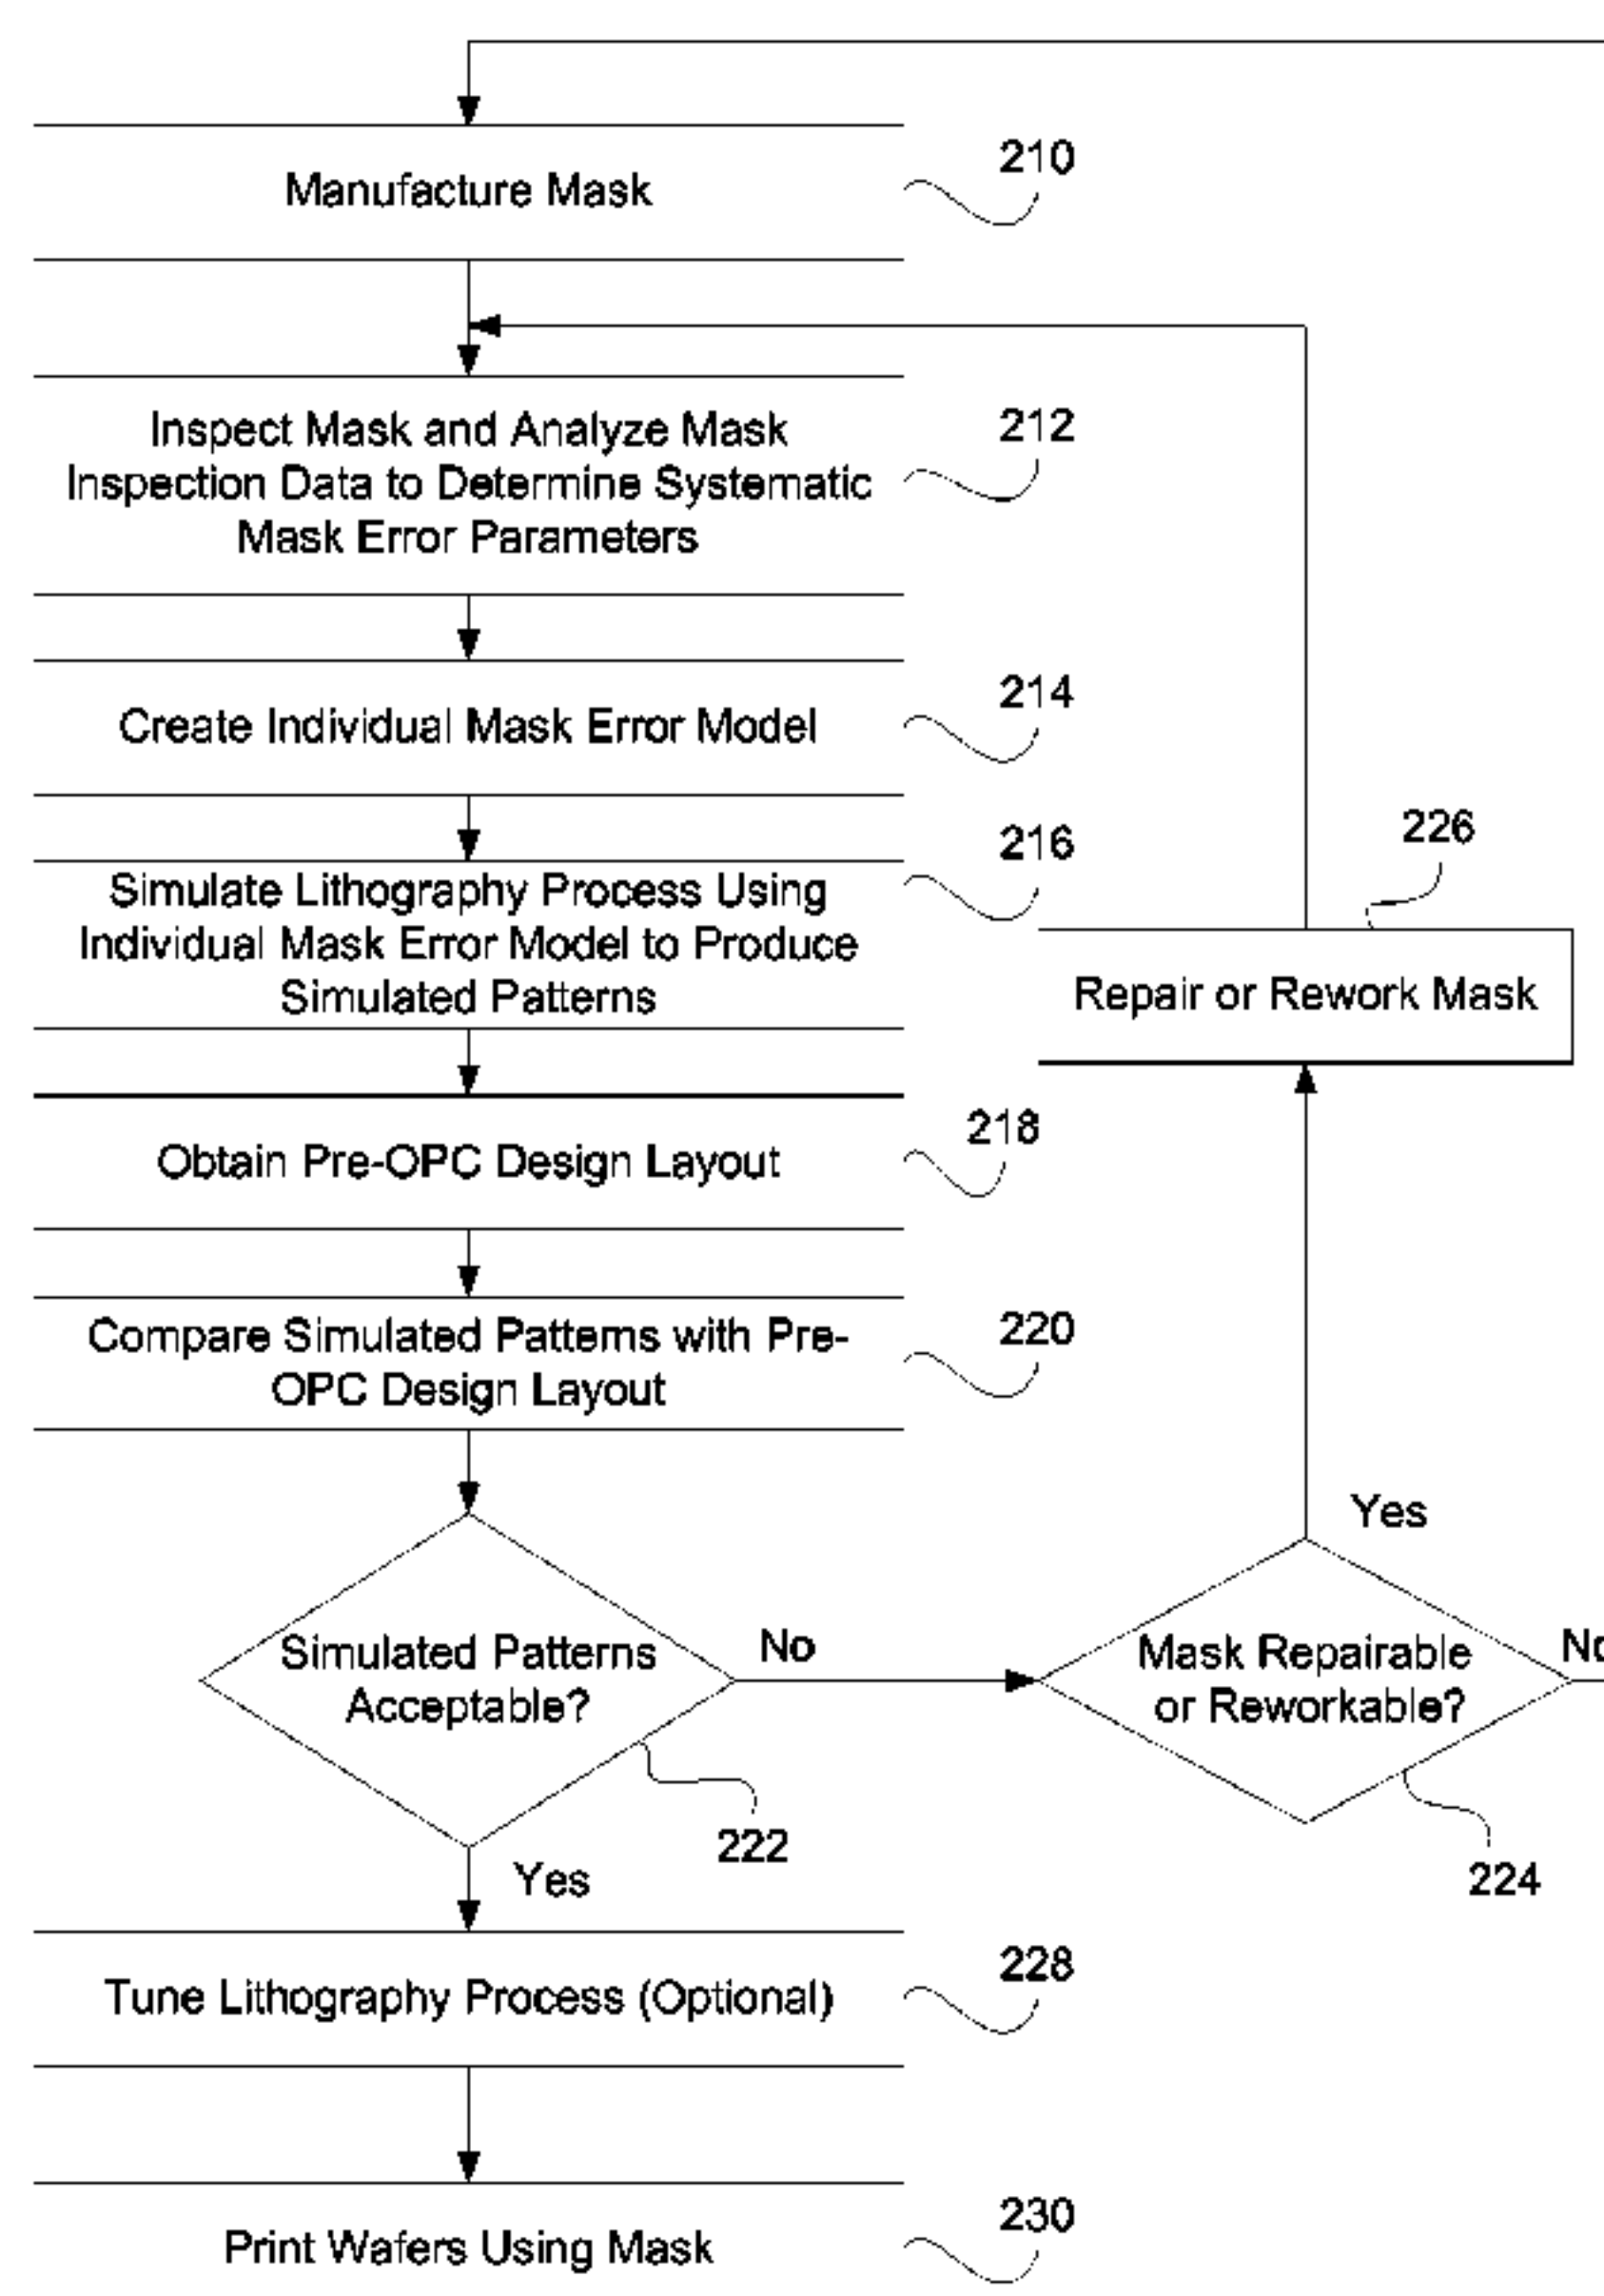 Manufacture Mask
210
Inspect Mask and Analyze Mask
Inspection Data to Determine Systematic
Mask Error Parameters
212
Create Individual Mask Error Model
214
Simulate Lithography Process Using
Individual Mask Error Model to Produce
Simulated Patterns
216
226
Repair or Rework Mask
Obtain Pre-OPC Design Layout
218
Compare Simulated Patterns with Pre-
OPC Design Layout
220
Simulated Patterns
Acceptable?
No
222
Yes
Yes
Mask Repairable
or Reworkable?
No
224
Tune Lithography Process (Optional)
228
Print Wafers Using Mask
230